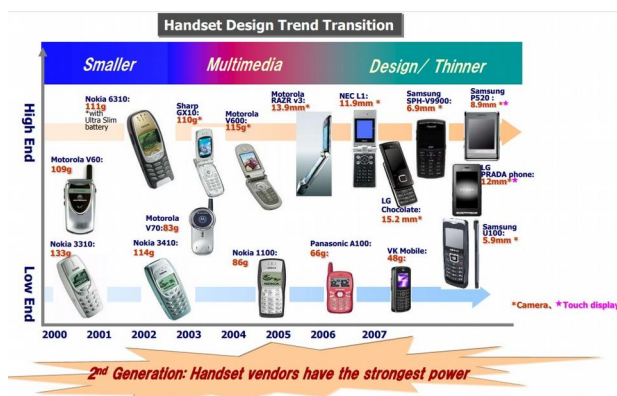 Handset Design Trend Transition
Smaller
Multimedia
Design/ Thinner
High End
Low End
Nokia 6310:
111g
*with
Ultra Slim
battery
Sharp
GX10:
110g*
Motorola
V600:
115g*
Motorola
RAZR v3:
13.9mm*
NEC L1:
11.9mm *
Samsung
SPH-V9900:
6.9mm *
Samsung
P520 :
8.9mm *★
Motorola V60:
109g
Motorola
V70:83g
LG
Chocolate:
15.2 mm*
LG
PRADA phone:
12mm*★
Samsung
U100:
5.9mm *
Nokia 3310:
133g
Nokia 3410:
114g
Nokia 1100:
86g
Panasonic A100:
66g:
VK Mobile:
48g:
*Camera、★Touch display
2000 2001 2002 2003 2004 2005 2006 2007
2nd Generation: Handset vendors have the strongest power